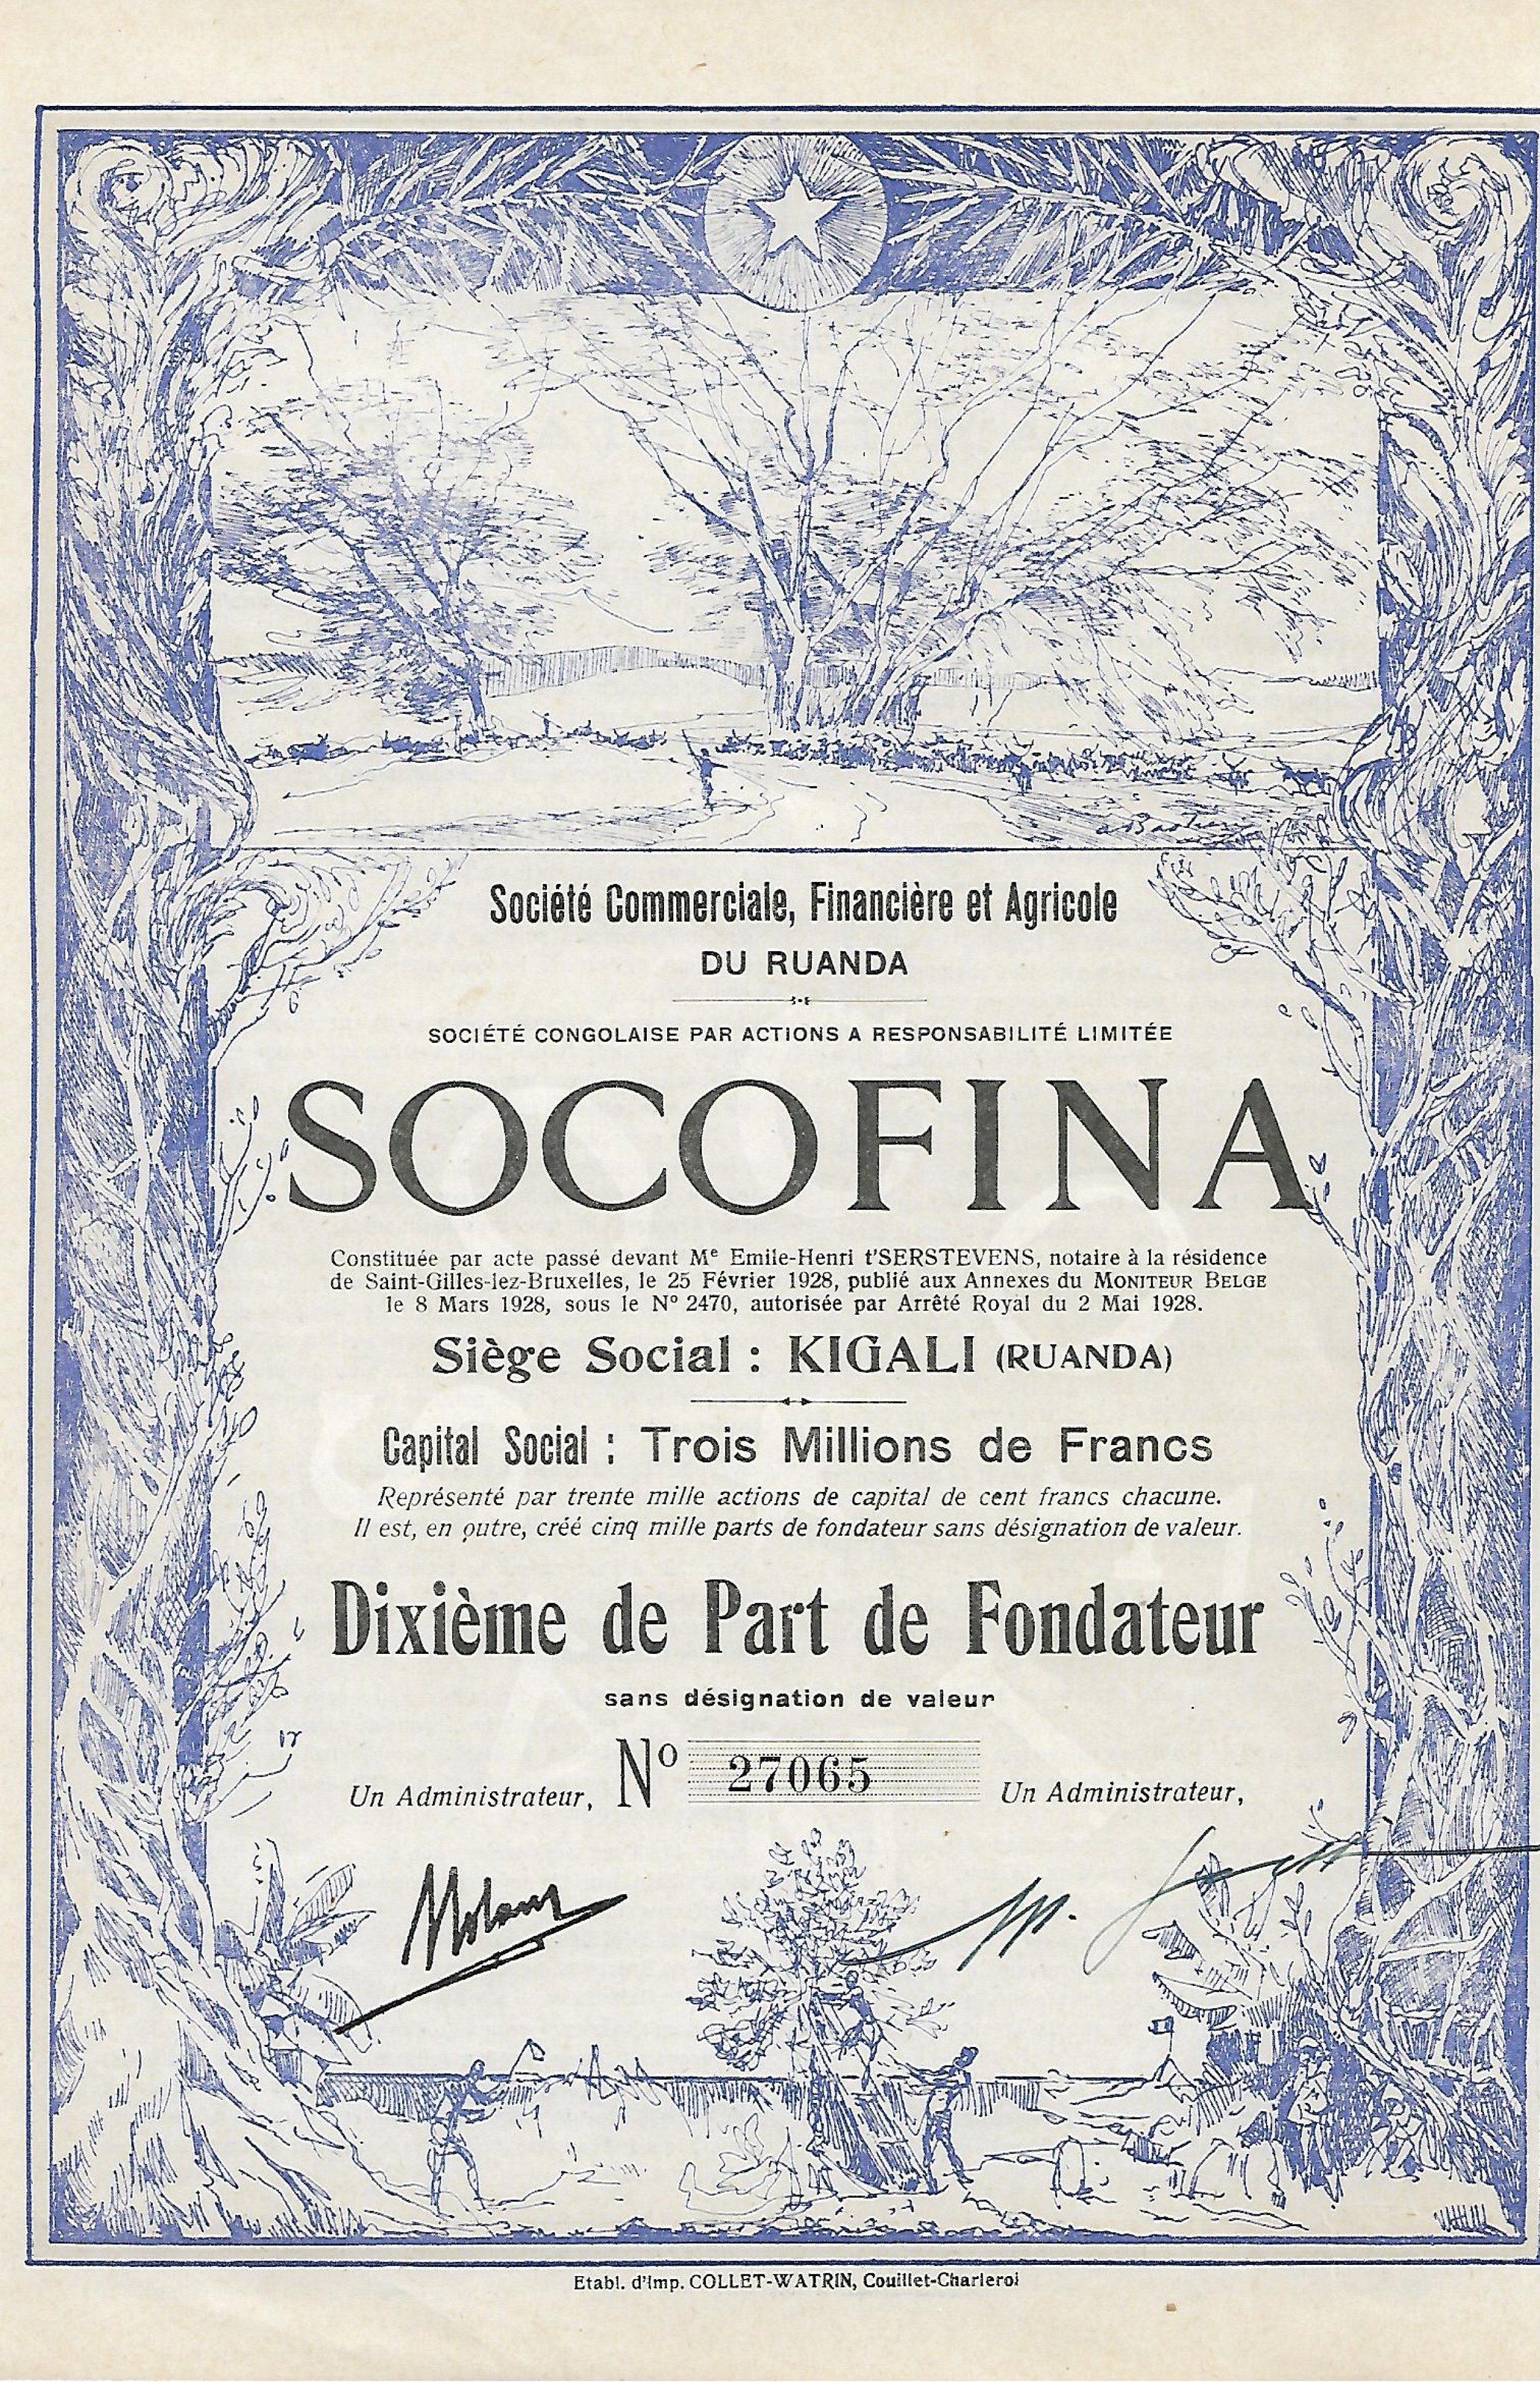 Société Commerciale, Financière et Agricole
DU RUANDA
SOCIÉTÉ CONGOLAISE PAR ACTIONS A RESPONSABILITÉ LIMITÉE
SOCOFINA
Constituée par acte passé devant Me Emile-Henri t'SERSTEVENS, notaire à la résidence
de Saint-Gilles-lez-Bruxelles, le 25 Février 1928, publié aux Annexes du MONITEUR BELGE
le 8 Mars 1928, sous le No 2470, autorisée par Arrêté Royal du 2 Mai 1928.
Siège Social : KIGALI (RUANDA)
Capital Social : Trois Millions de Francs
Représenté par trente mille actions de capital de cent francs chacune.
Il est, en outre, créé cinq mille parts de fondateur sans désignation de valeur.
Dixième de Part de Fondateur
sans désignation de valeur
Un Administrateur, No 27065 Un Administrateur,
Etabl. d'Imp. COLLET-WATRIN, Couillet-Charleroi